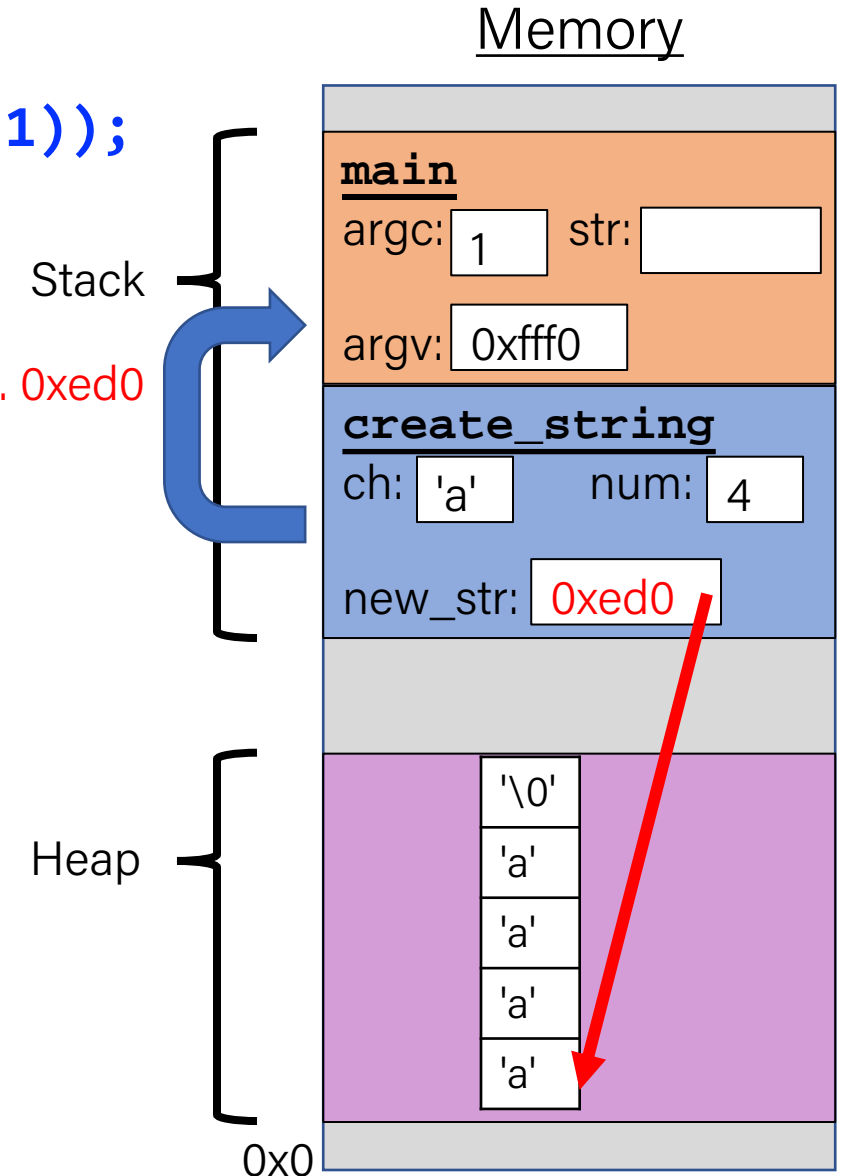 Memory
1));
main
argc: 1 str:
Stack
argv: 0xfff0
. 0xed0
create_string
ch: 'a' num: 4
new_str: 0xed0
'\0'
Heap
'a'
'a'
'a'
'a'
0x0